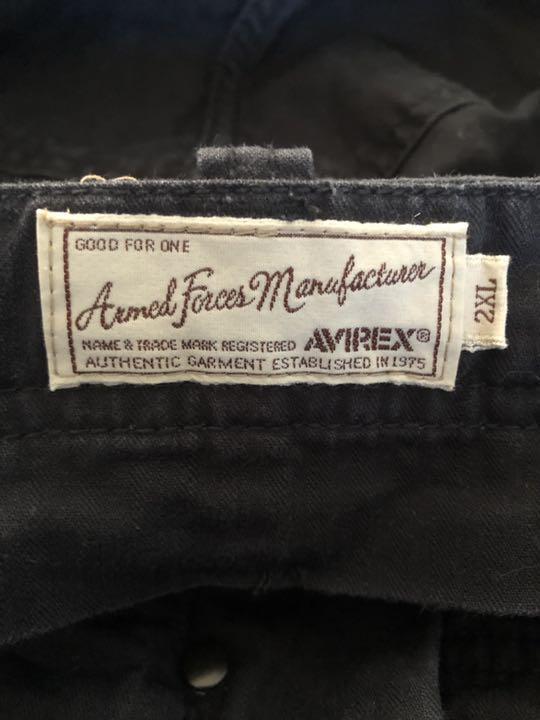 GOOD FOR ONE
Armed Forces Manufacturer
NAME & TRADE MARK REGISTERED AVIREX®
AUTHENTIC GARMENT ESTABLISHED IN 1975
2XL